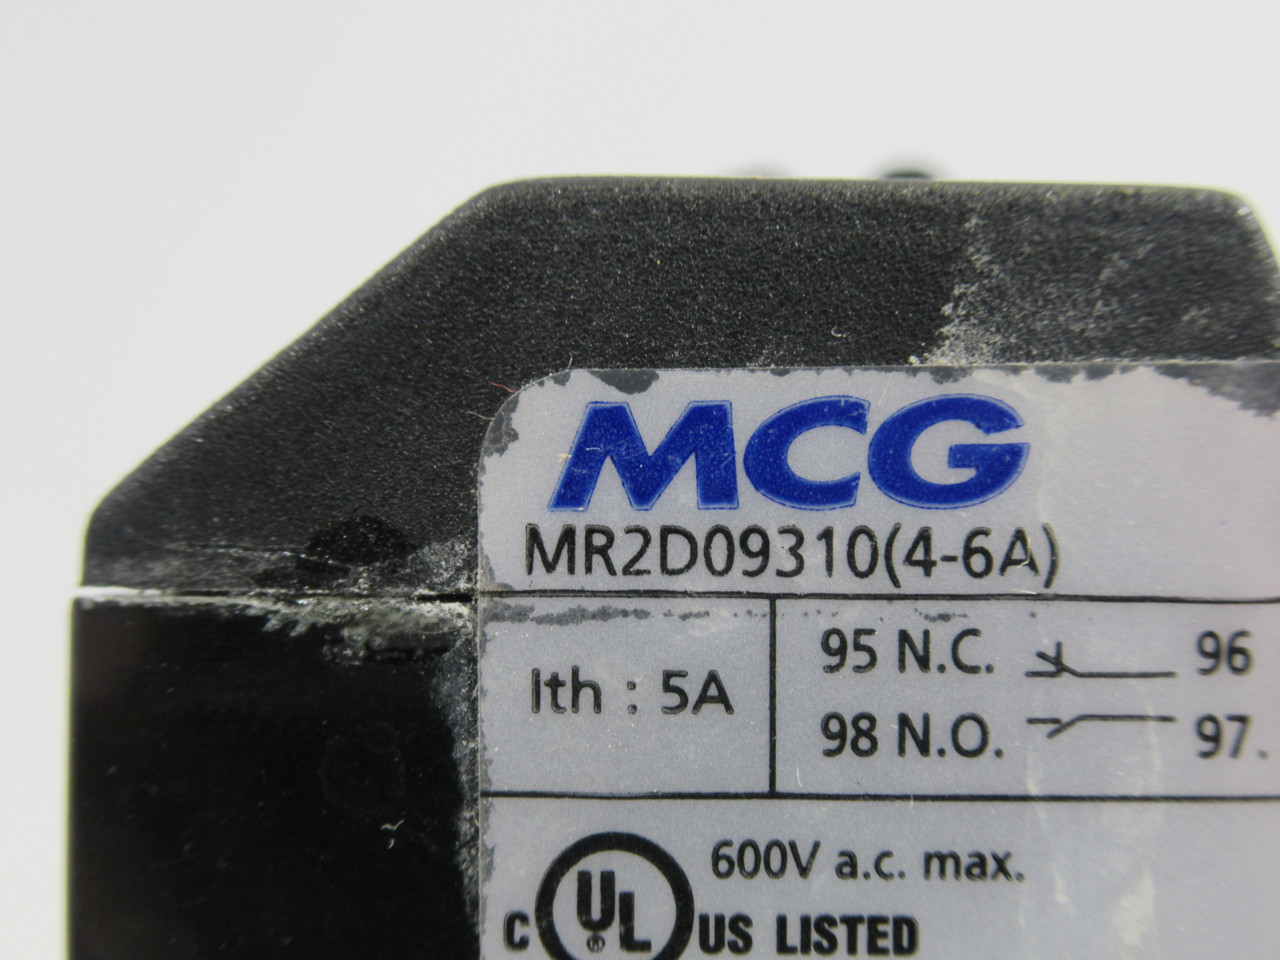 MCG
MR2D09310(4-6A)
Ith : 5A
95 N.C. 96
98 N.O. 97.
600V a.c. max.
C UL ® US LISTED